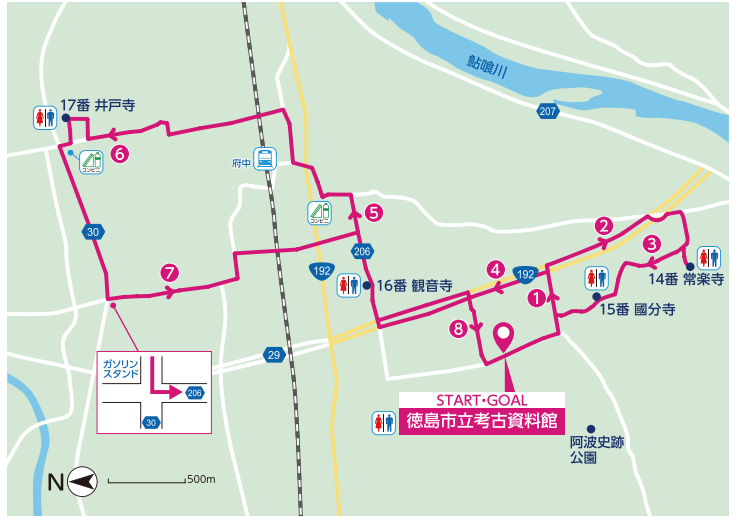 鮎喰川
207
17番 井戸寺
コンビニ
6
府中
コンビニ
5
206
30
7
192
2
3
4
192
14番 常楽寺
1
15番 國分寺
16番 観音寺
8
29
ガソリン
スタンド
206
30
START・GOAL
徳島市立考古資料館
阿波史跡
公園
N
500m